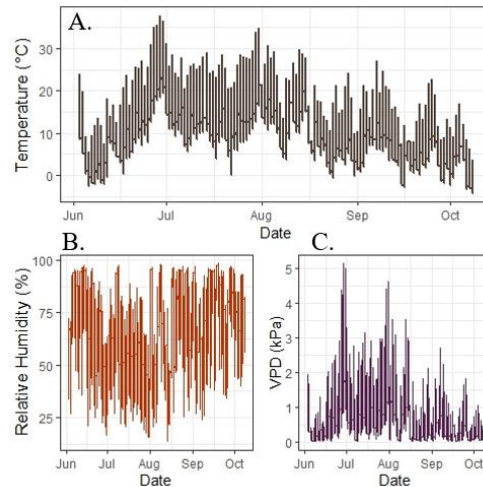 A.
Temperature (°C)
30
20
10
0
Jun Jul Aug Sep Oct
Date
B.
Relative Humidity (%)
100
75
50
25
Jun Jul Aug Sep Oct
Date
C.
VPD (kPa)
5
4
3
2
1
0
Jun Jul Aug Sep Oct
Date